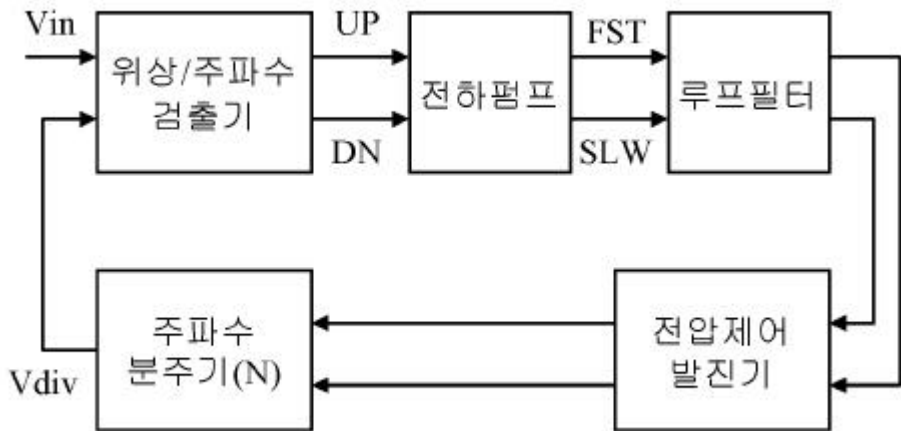 Vin
위상/주파수
검출기
UP
DN
전하펌프
FST
SLW
루프필터
Vdiv
주파수
분주기(N)
전압제어
발진기